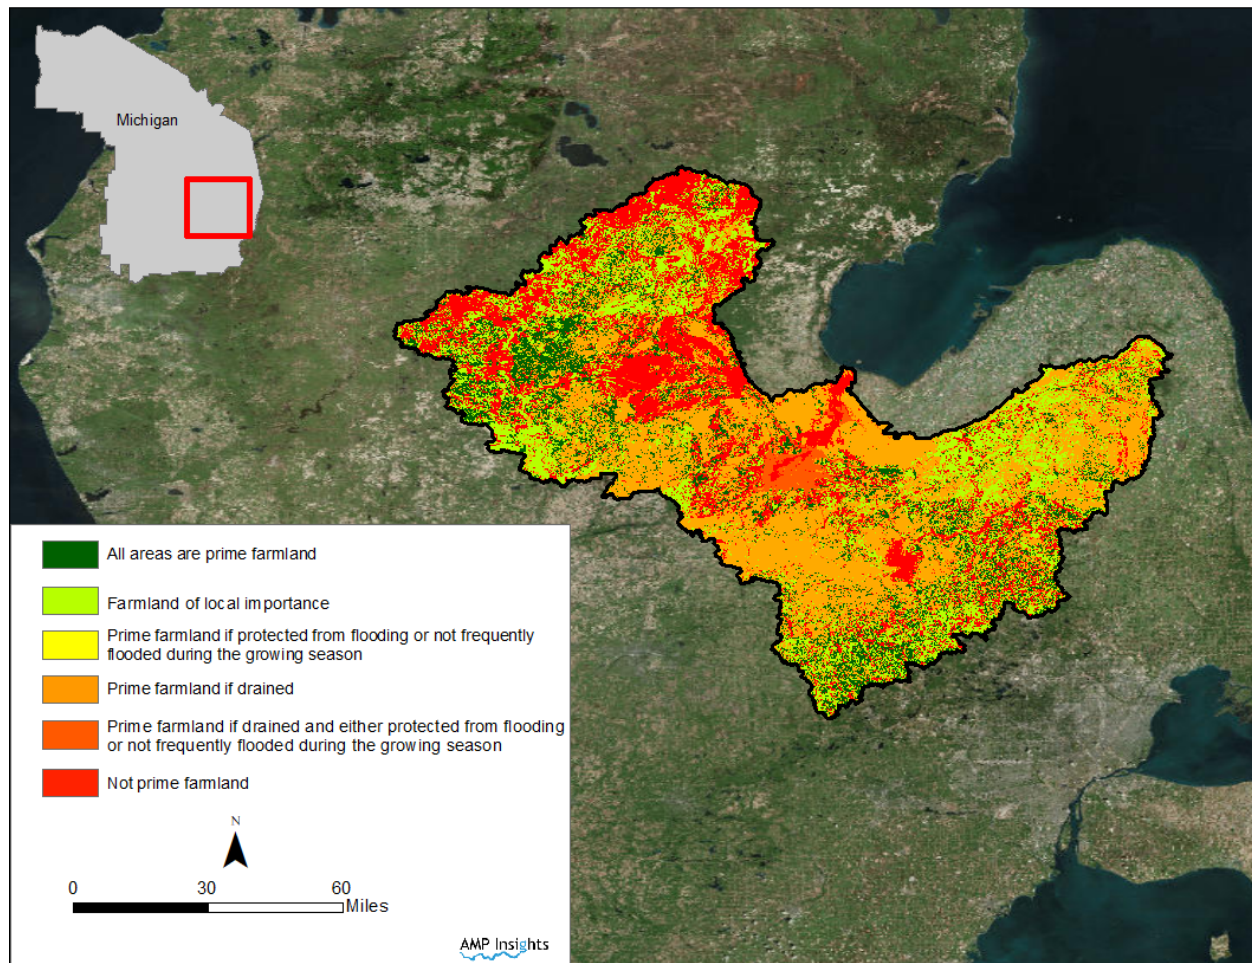 Michigan
All areas are prime farmland
Farmland of local importance
Prime farmland if protected from flooding or not frequently
flooded during the growing season
Prime farmland if drained
Prime farmland if drained and either protected from flooding
or not frequently flooded during the growing season
Not prime farmland
N
0 30 60
Miles
AMP Insights